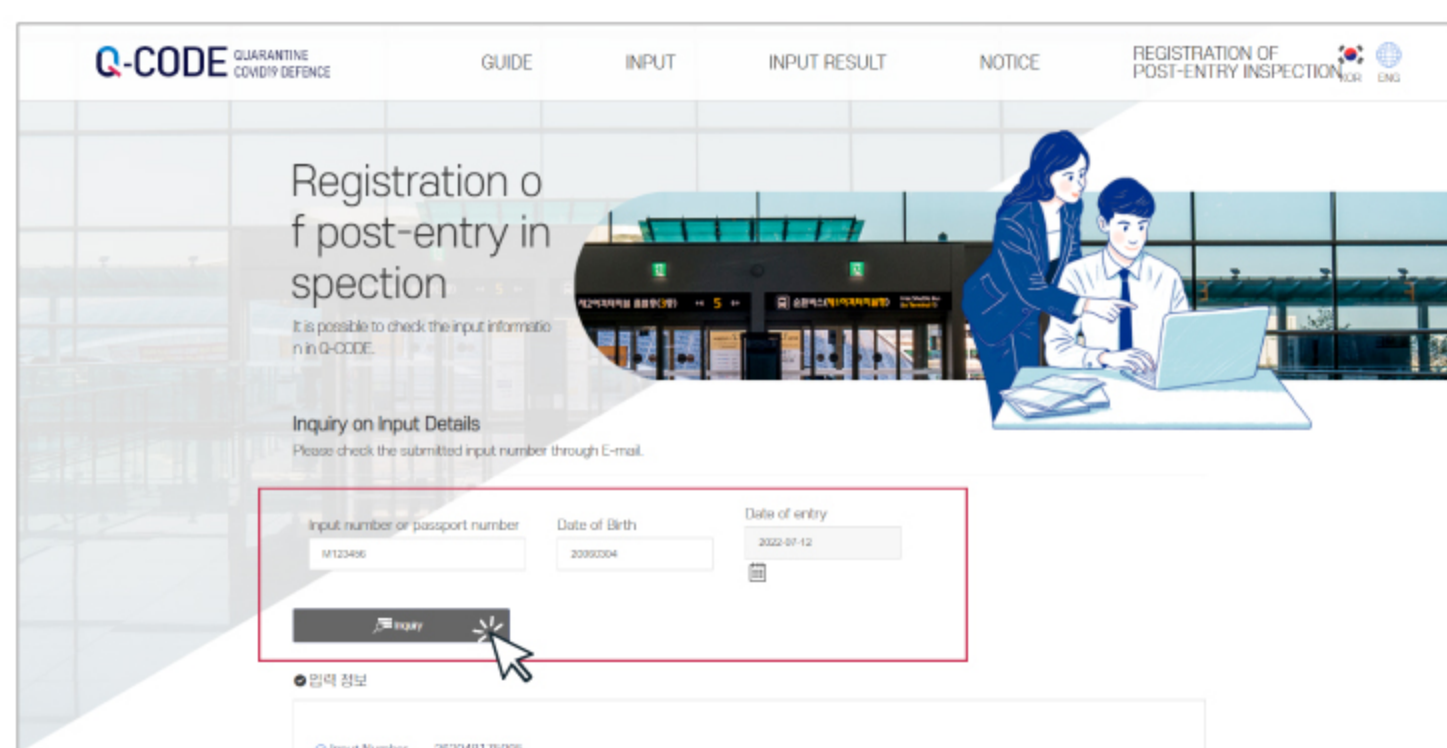 Q-CODE QUARANTINE
COVID19 DEFENCE
GUIDE
INPUT
INPUT RESULT
NOTICE
REGISTRATION OF
POST-ENTRY INSPECTION
KOR
ENG
Registration o
f post-entry in
spection
It is possible to check the input informatio
n in Q-CODE.
5
Inquiry on Input Details
Please check the submitted input number through E-mail.
Input number or passport number
Date of Birth
Date of entry
M123456
2022-07-12
Inquiry
입력 정보
Input Number